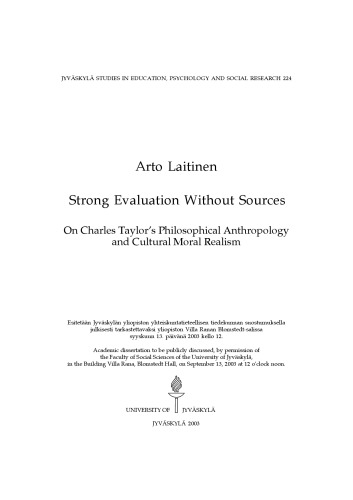 JYVÄSKYLÄ STUDIES IN EDUCATION, PSYCHOLOGY AND SOCIAL RESEARCH 224
Arto Laitinen
Strong Evaluation Without Sources
On Charles Taylor's Philosophical Anthropology
and Cultural Moral Realism
Esitetään Jyväskylän yliopiston yhteiskuntatieteellisen tiedekunnan suostumuksella
julkisesti tarkastettavaksi yliopiston Villa Ranan Blomstedt-salissa
syyskuun 13. päivänä 2003 kello 12.
Academic dissertation to be publicly discussed, by permission of
the Faculty of Social Sciences of the University of Jyväskylä,
in the Building Villa Rana, Blomstedt Hall, on September 13, 2003 at 12 o'clock noon.
UNIVERSITY OF JYVÄSKYLÄ
JYVÄSKYLÄ 2003